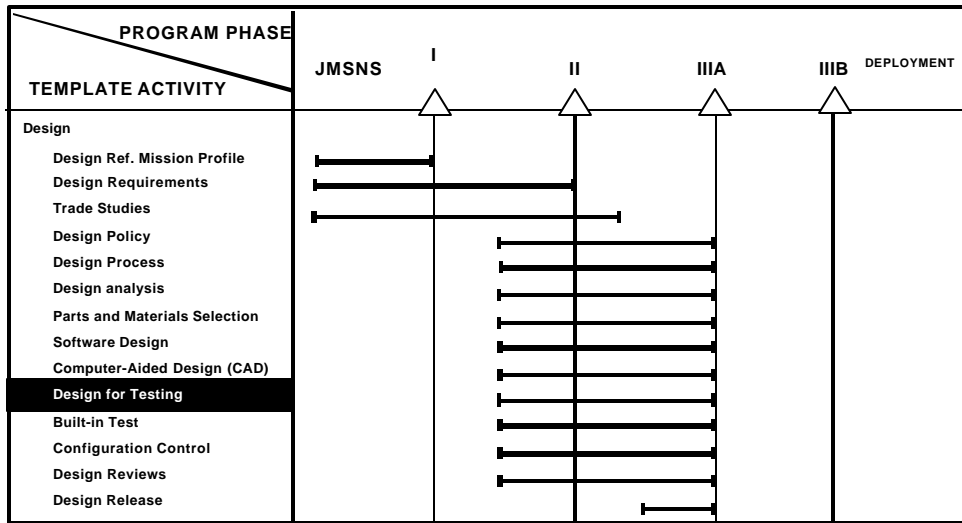 PROGRAM PHASE
TEMPLATE ACTIVITY
JMSNS
I
II
IIIA
IIIB
DEPLOYMENT
Design
Design Ref. Mission Profile
Design Requirements
Trade Studies
Design Policy
Design Process
Design analysis
Parts and Materials Selection
Software Design
Computer-Aided Design (CAD)
Design for Testing
Built-in Test
Configuration Control
Design Reviews
Design Release